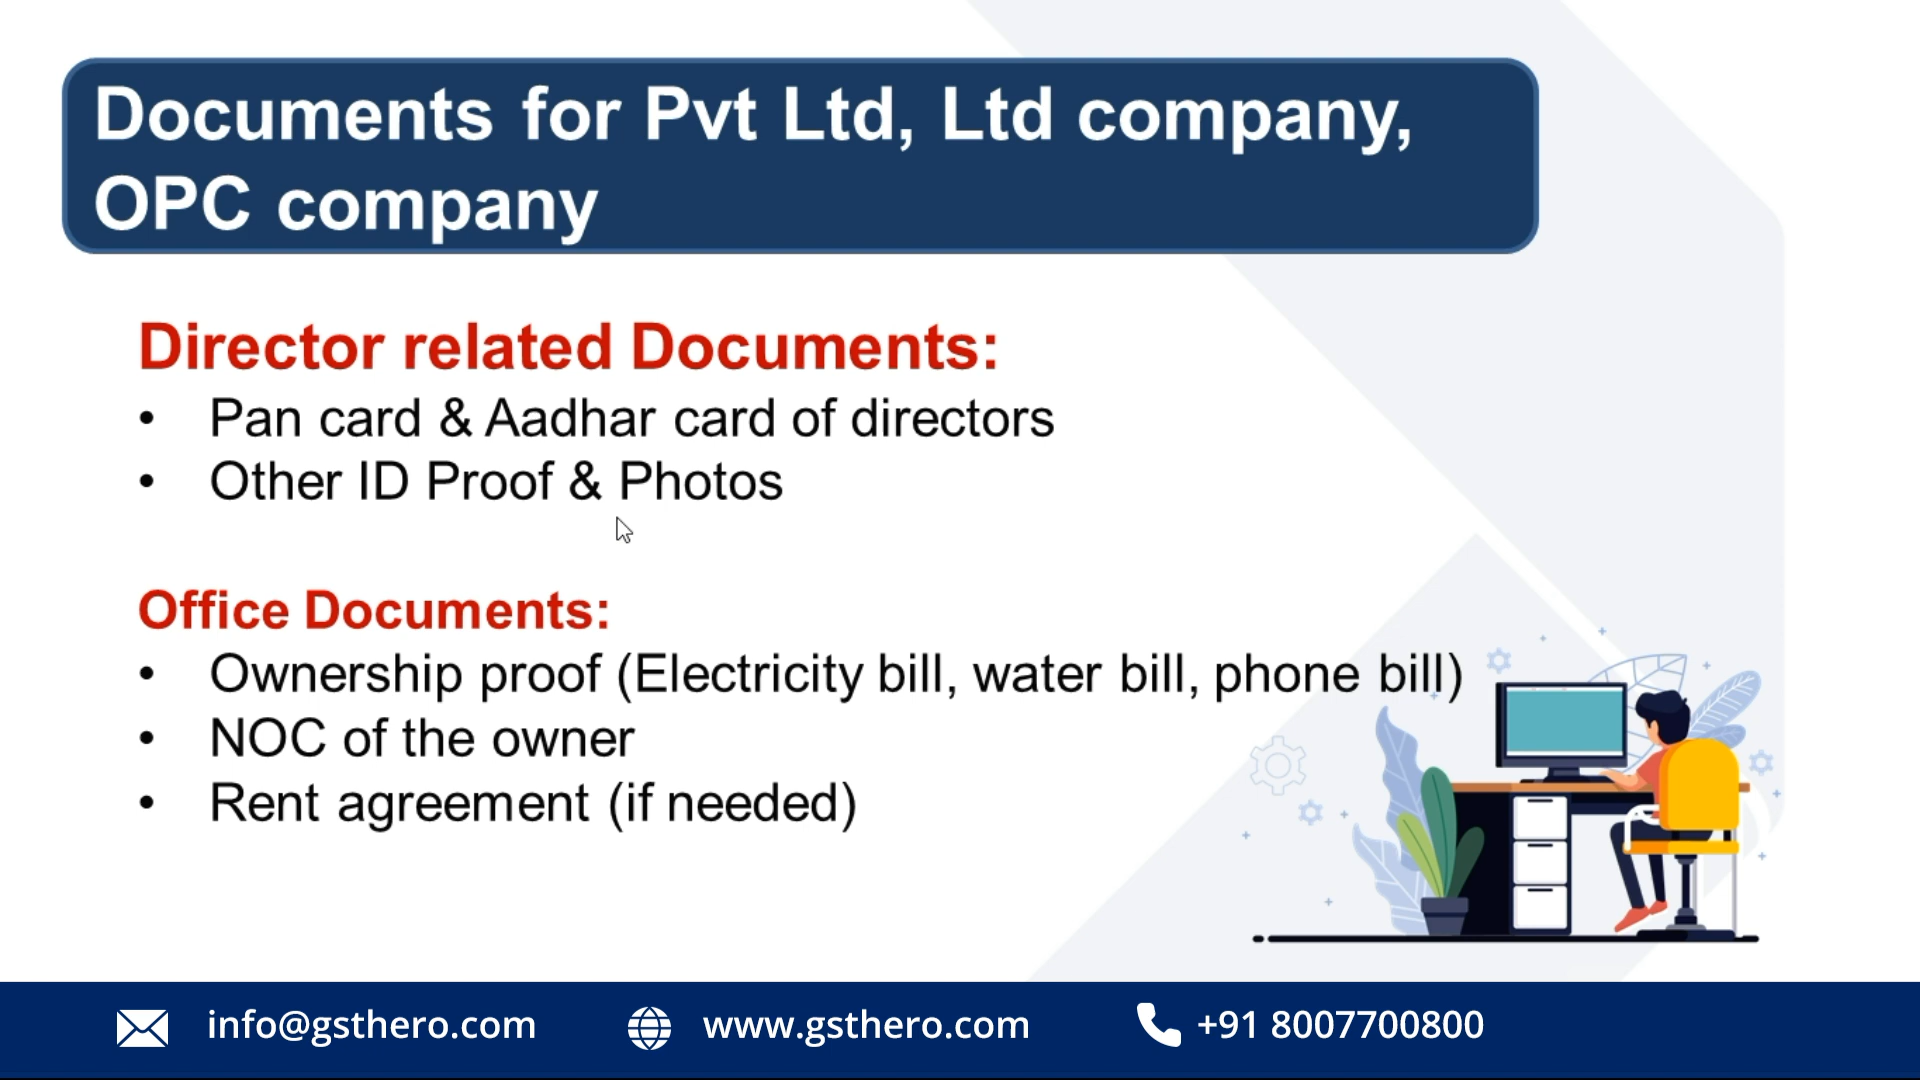 Documents for Pvt Ltd, Ltd company,
OPC company
Director related Documents:
• Pan card & Aadhar card of directors
• Other ID Proof & Photos
Office Documents:
• Ownership proof (Electricity bill, water bill, phone bill)
• NOC of the owner
• Rent agreement (if needed)
info@gsthero.com www.gsthero.com +91 8007700800